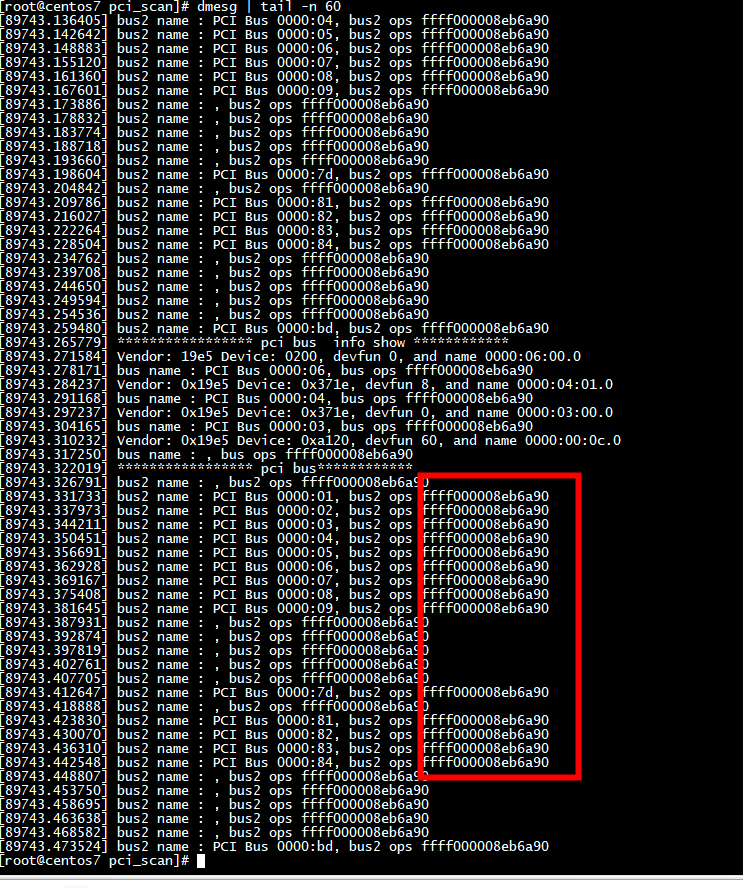 [root@centos7 pci_scan]# dmesg | tail -n 60
[89743.136405] bus2 name : PCI Bus 0000:04, bus2 ops ffff000008eb6a90
[89743.142642] bus2 name : PCI Bus 0000:05, bus2 ops ffff000008eb6a90
[89743.148883] bus2 name : PCI Bus 0000:06, bus2 ops ffff000008eb6a90
[89743.155120] bus2 name : PCI Bus 0000:07, bus2 ops ffff000008eb6a90
[89743.161360] bus2 name : PCI Bus 0000:08, bus2 ops ffff000008eb6a90
[89743.167601] bus2 name : PCI Bus 0000:09, bus2 ops ffff000008eb6a90
[89743.173886] bus2 name : , bus2 ops ffff000008eb6a90
[89743.178832] bus2 name : , bus2 ops ffff000008eb6a90
[89743.183774] bus2 name : , bus2 ops ffff000008eb6a90
[89743.188718] bus2 name : , bus2 ops ffff000008eb6a90
[89743.193660] bus2 name : , bus2 ops ffff000008eb6a90
[89743.198604] bus2 name : PCI Bus 0000:7d, bus2 ops ffff000008eb6a90
[89743.204842] bus2 name : , bus2 ops ffff000008eb6a90
[89743.209786] bus2 name : PCI Bus 0000:81, bus2 ops ffff000008eb6a90
[89743.216027] bus2 name : PCI Bus 0000:82, bus2 ops ffff000008eb6a90
[89743.222264] bus2 name : PCI Bus 0000:83, bus2 ops ffff000008eb6a90
[89743.228504] bus2 name : PCI Bus 0000:84, bus2 ops ffff000008eb6a90
[89743.234762] bus2 name : , bus2 ops ffff000008eb6a90
[89743.239708] bus2 name : , bus2 ops ffff000008eb6a90
[89743.244650] bus2 name : , bus2 ops ffff000008eb6a90
[89743.249594] bus2 name : , bus2 ops ffff000008eb6a90
[89743.254536] bus2 name : , bus2 ops ffff000008eb6a90
[89743.259480] bus2 name : PCI Bus 0000:bd, bus2 ops ffff000008eb6a90
[89743.265779] ***************** pci bus  info show ************
[89743.271584] Vendor: 19e5 Device: 0200, devfun 0, and name 0000:06:00.0
[89743.278171] bus name : PCI Bus 0000:06, bus ops ffff000008eb6a90
[89743.284237] Vendor: 0x19e5 Device: 0x371e, devfun 8, and name 0000:04:01.0
[89743.291168] bus name : PCI Bus 0000:04, bus ops ffff000008eb6a90
[89743.297237] Vendor: 0x19e5 Device: 0x371e, devfun 0, and name 0000:03:00.0
[89743.304165] bus name : PCI Bus 0000:03, bus ops ffff000008eb6a90
[89743.310232] Vendor: 0x19e5 Device: 0xa120, devfun 60, and name 0000:00:0c.0
[89743.317250] bus name : , bus ops ffff000008eb6a90
[89743.322019] ***************** pci bus************
[89743.326791] bus2 name : , bus2 ops ffff000008eb6a90
[89743.331733] bus2 name : PCI Bus 0000:01, bus2 ops ffff000008eb6a90
[89743.337973] bus2 name : PCI Bus 0000:02, bus2 ops ffff000008eb6a90
[89743.344211] bus2 name : PCI Bus 0000:03, bus2 ops ffff000008eb6a90
[89743.350451] bus2 name : PCI Bus 0000:04, bus2 ops ffff000008eb6a90
[89743.356691] bus2 name : PCI Bus 0000:05, bus2 ops ffff000008eb6a90
[89743.362928] bus2 name : PCI Bus 0000:06, bus2 ops ffff000008eb6a90
[89743.369167] bus2 name : PCI Bus 0000:07, bus2 ops ffff000008eb6a90
[89743.375408] bus2 name : PCI Bus 0000:08, bus2 ops ffff000008eb6a90
[89743.381645] bus2 name : PCI Bus 0000:09, bus2 ops ffff000008eb6a90
[89743.387931] bus2 name : , bus2 ops ffff000008eb6a90
[89743.392874] bus2 name : , bus2 ops ffff000008eb6a90
[89743.397819] bus2 name : , bus2 ops ffff000008eb6a90
[89743.402761] bus2 name : , bus2 ops ffff000008eb6a90
[89743.407705] bus2 name : , bus2 ops ffff000008eb6a90
[89743.412647] bus2 name : PCI Bus 0000:7d, bus2 ops ffff000008eb6a90
[89743.418888] bus2 name : , bus2 ops ffff000008eb6a90
[89743.423830] bus2 name : PCI Bus 0000:81, bus2 ops ffff000008eb6a90
[89743.430070] bus2 name : PCI Bus 0000:82, bus2 ops ffff000008eb6a90
[89743.436310] bus2 name : PCI Bus 0000:83, bus2 ops ffff000008eb6a90
[89743.442548] bus2 name : PCI Bus 0000:84, bus2 ops ffff000008eb6a90
[89743.448807] bus2 name : , bus2 ops ffff000008eb6a90
[89743.453750] bus2 name : , bus2 ops ffff000008eb6a90
[89743.458695] bus2 name : , bus2 ops ffff000008eb6a90
[89743.463638] bus2 name : , bus2 ops ffff000008eb6a90
[89743.468582] bus2 name : , bus2 ops ffff000008eb6a90
[89743.473524] bus2 name : PCI Bus 0000:bd, bus2 ops ffff000008eb6a90
[root@centos7 pci_scan]#